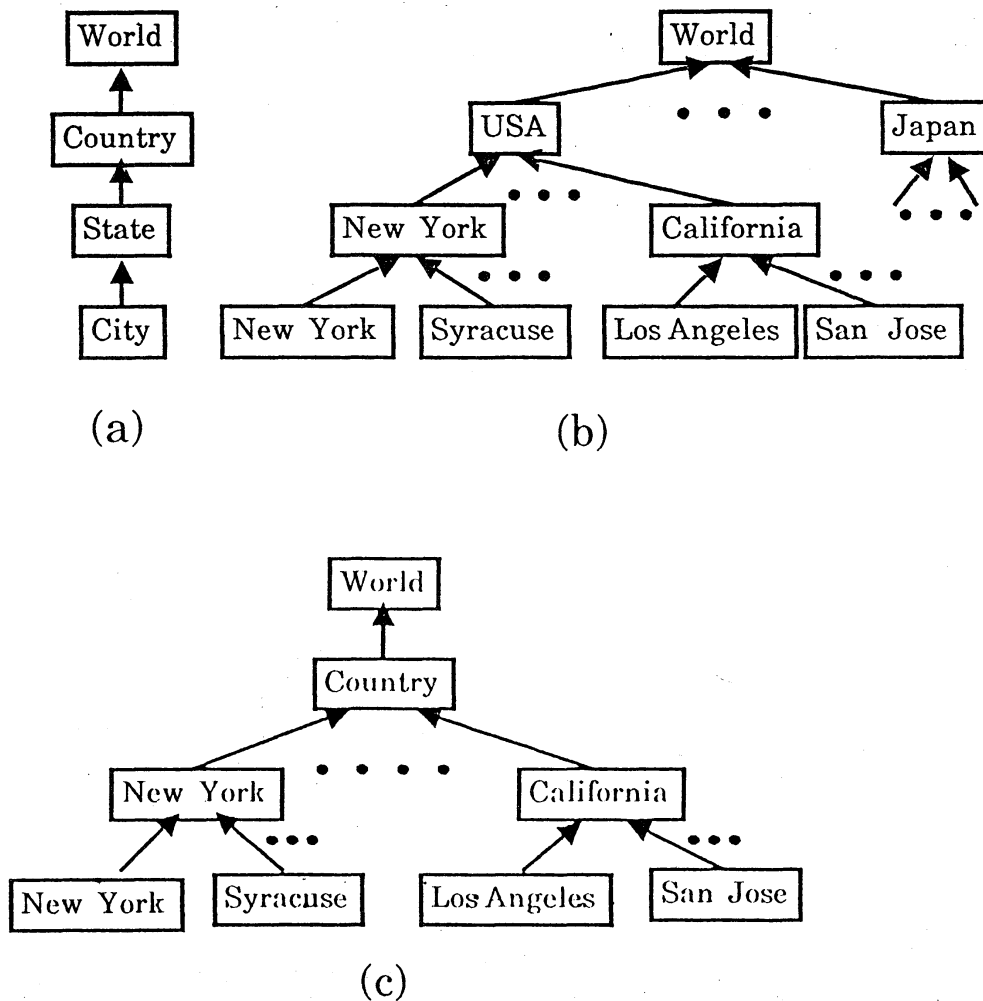 World
Country
State
City
(a)
World
USA
Japan
New York
California
New York
Syracuse
Los Angeles
San Jose
(b)
World
Country
New York
California
New York
Syracuse
Los Angeles
San Jose
(c)